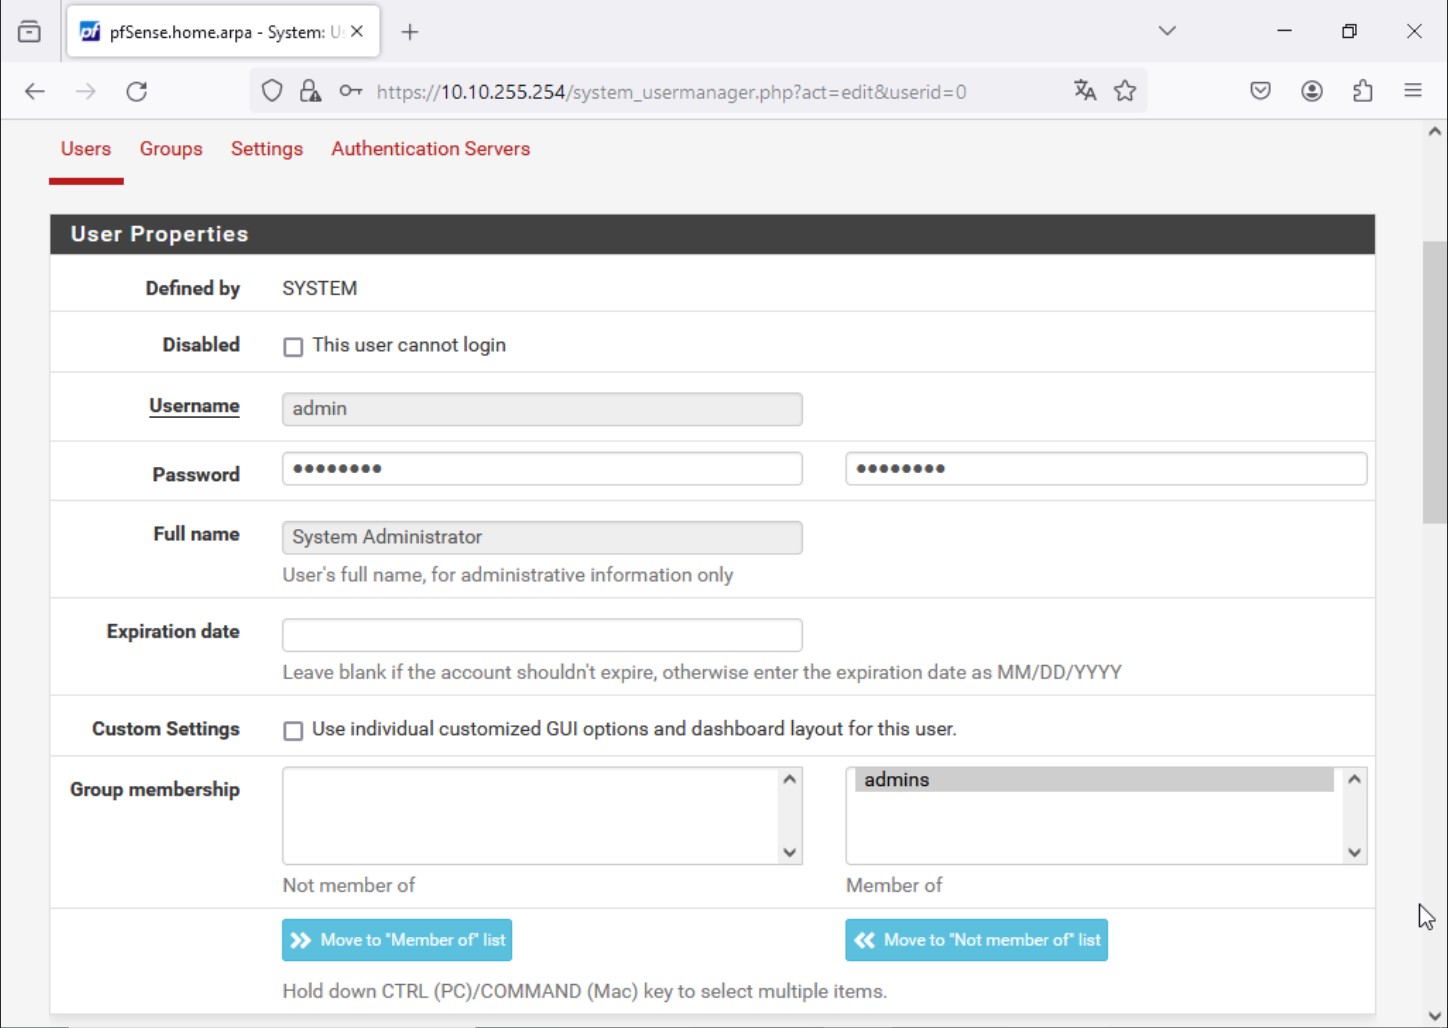 pfSense.home.arpa - System: U
https://10.10.255.254/system_usermanager.php?act=edit&userid=0
Users Groups Settings Authentication Servers
User Properties
Defined by SYSTEM
Disabled This user cannot login
Username admin
Password •••••••• ••••••••
Full name System Administrator
User's full name, for administrative information only
Expiration date
Leave blank if the account shouldn't expire, otherwise enter the expiration date as MM/DD/YYYY
Custom Settings Use individual customized GUI options and dashboard layout for this user.
Group membership admins
Not member of Member of
Move to "Member of" list Move to "Not member of" list
Hold down CTRL (PC)/COMMAND (Mac) key to select multiple items.